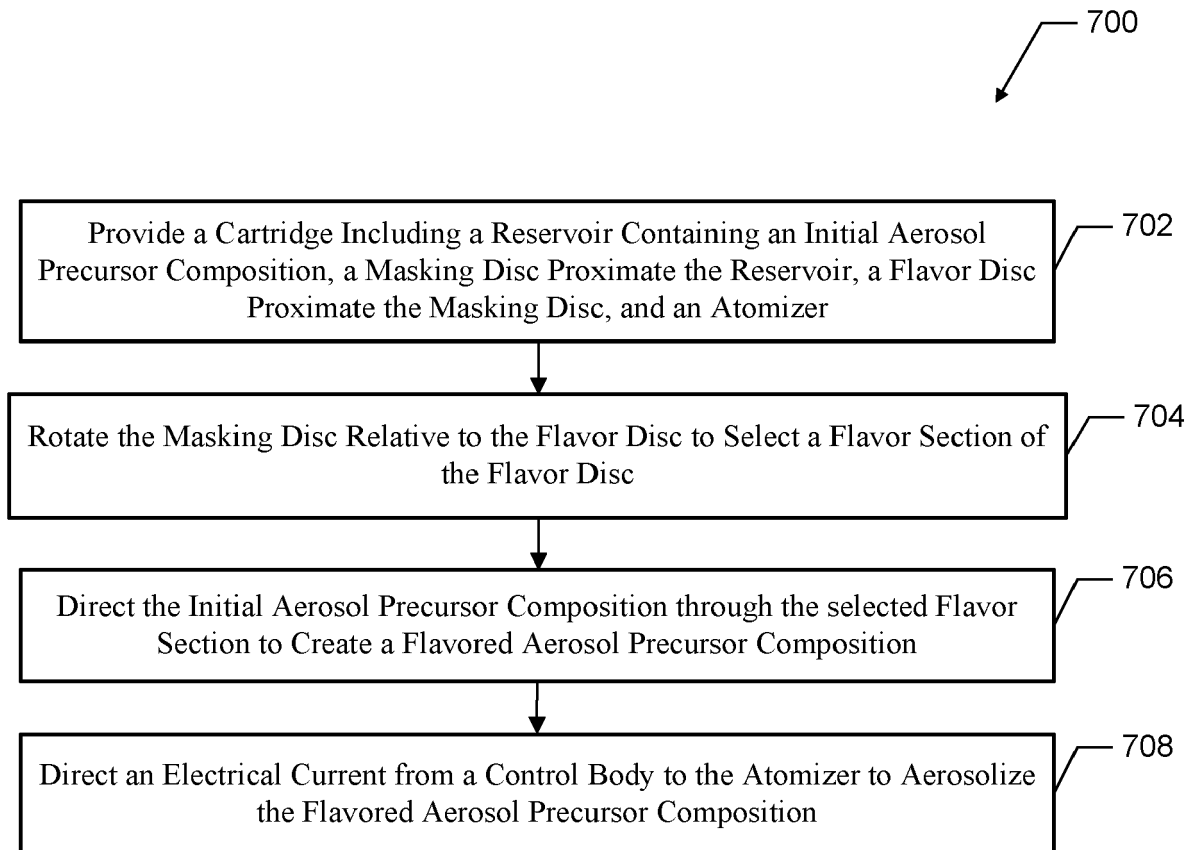 700
Provide a Cartridge Including a Reservoir Containing an Initial Aerosol
Precursor Composition, a Masking Disc Proximate the Reservoir, a Flavor Disc
Proximate the Masking Disc, and an Atomizer
702
Rotate the Masking Disc Relative to the Flavor Disc to Select a Flavor Section of
the Flavor Disc
704
Direct the Initial Aerosol Precursor Composition through the selected Flavor
Section to Create a Flavored Aerosol Precursor Composition
706
Direct an Electrical Current from a Control Body to the Atomizer to Aerosolize
the Flavored Aerosol Precursor Composition
708